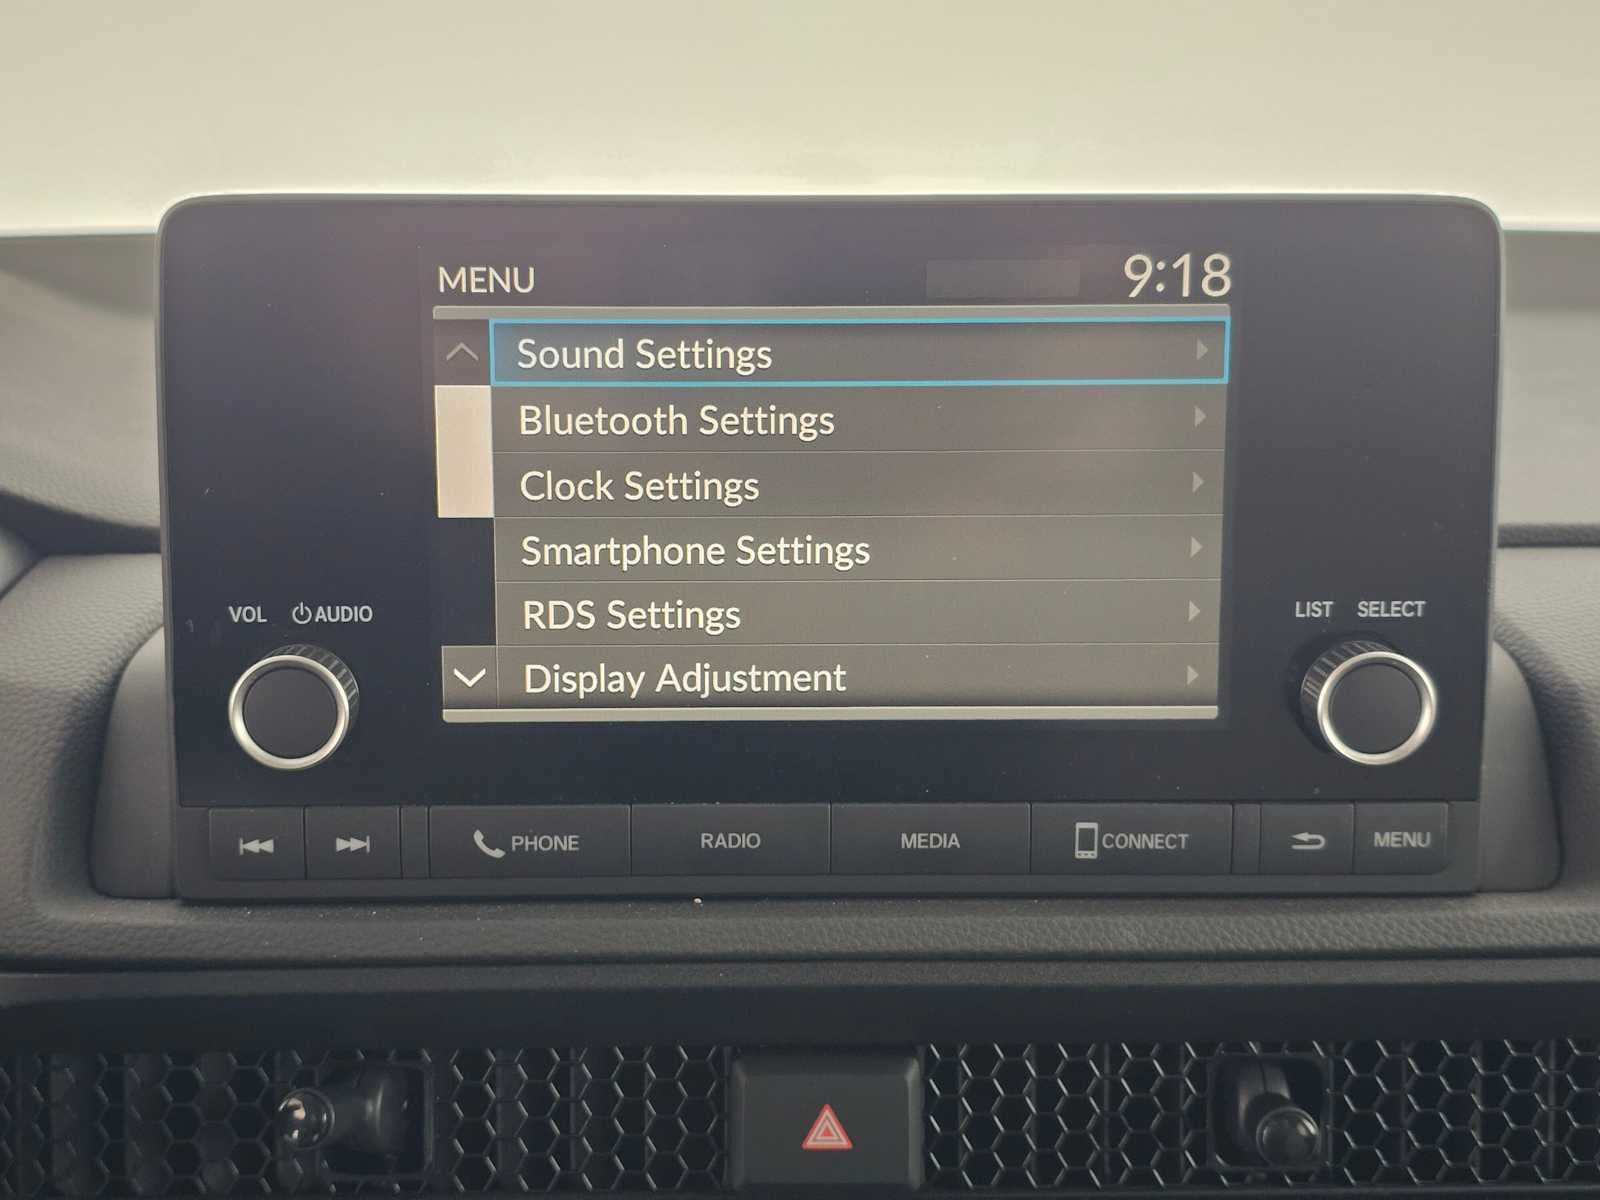 MENU 9:18
Sound Settings
Bluetooth Settings
Clock Settings
Smartphone Settings
RDS Settings
Display Adjustment
VOL AUDIO
LIST SELECT
PHONE RADIO MEDIA CONNECT MENU